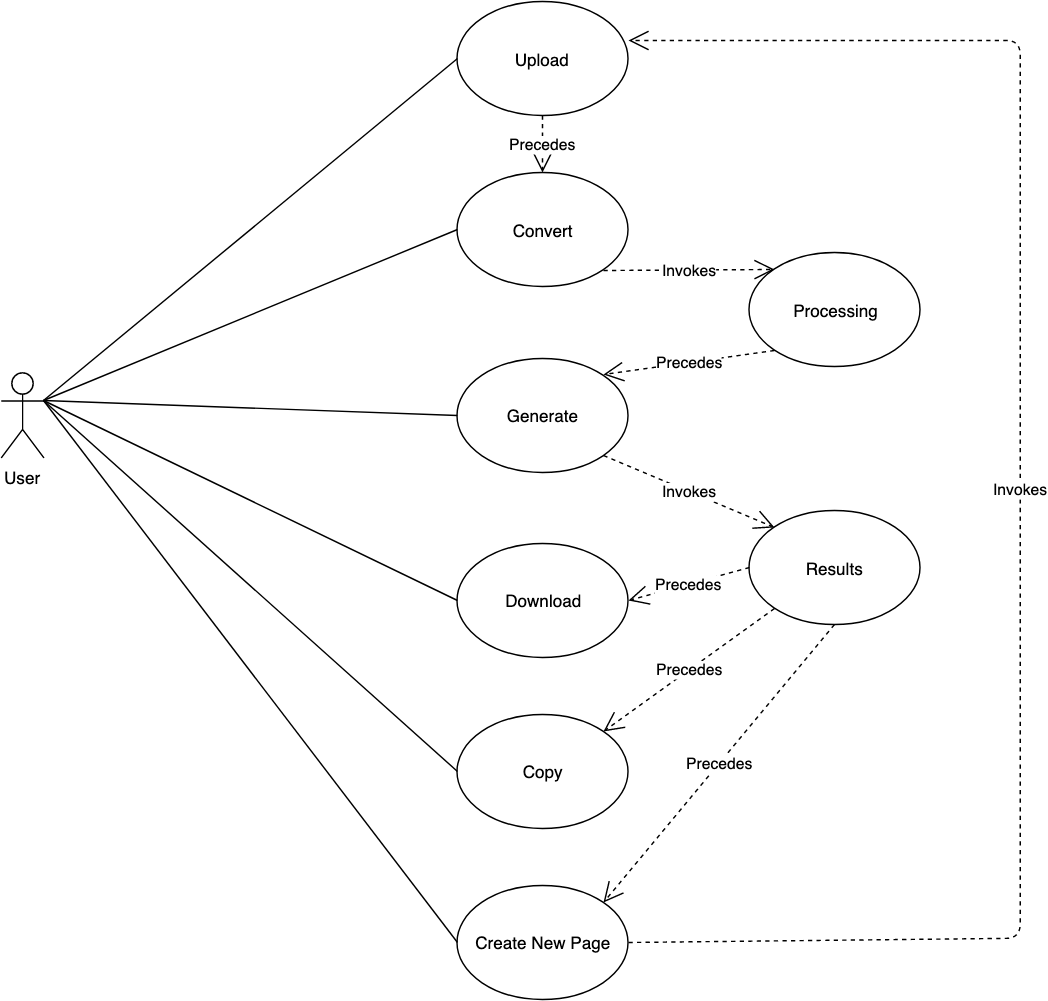 Upload
Precedes
Convert
Invokes
Processing
Precedes
Generate
User
Invokes
Invokes
Results
Precedes
Download
Precedes
Copy
Precedes
Create New Page